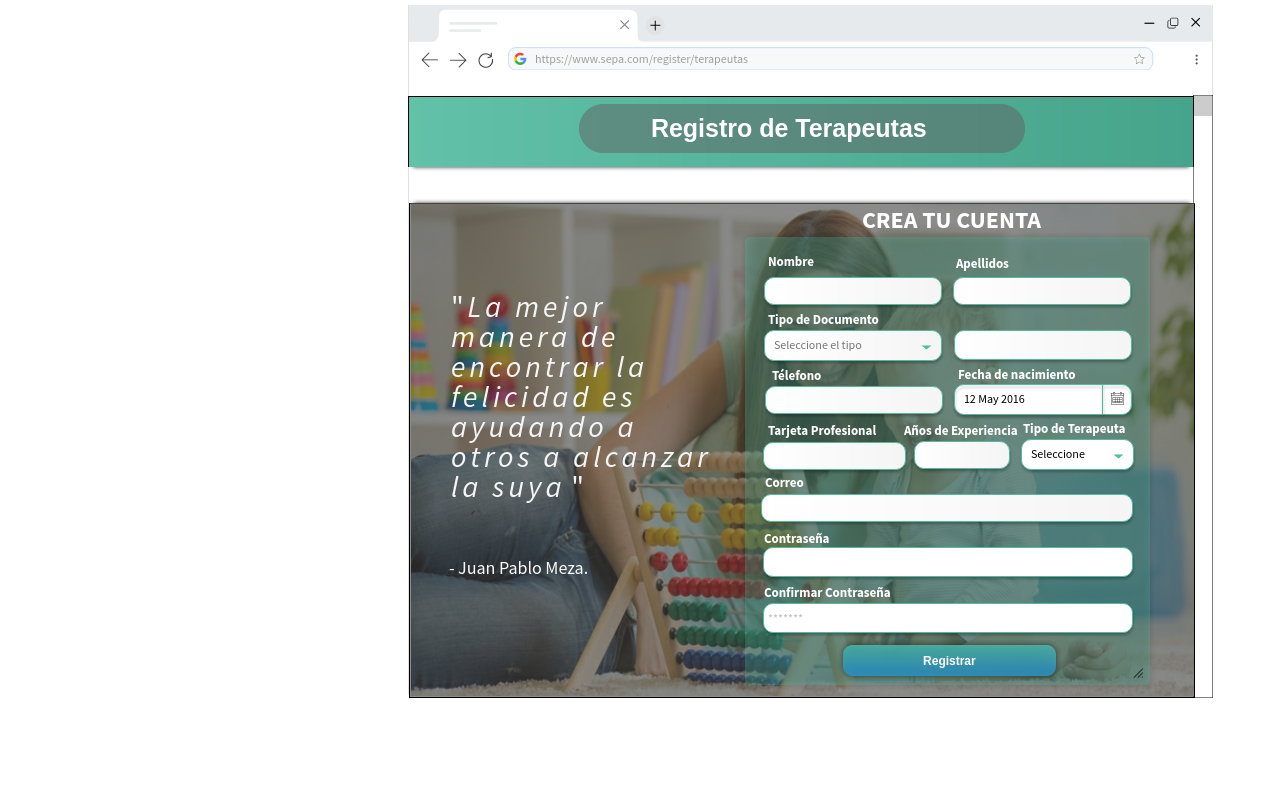 https://www.sepa.com/register/terapeutas
Registro de Terapeutas
CREA TU CUENTA
"La mejor
manera de
encontrar la
felicidad es
ayudando a
otros a alcanzar
la suya "
- Juan Pablo Meza.
Nombre
Apellidos
Tipo de Documento
Seleccione el tipo
Télefono
Fecha de nacimiento
12 May 2016
Tarjeta Profesional
Años de Experiencia
Tipo de Terapeuta
Seleccione
Correo
Contraseña
Confirmar Contraseña
*******
Registrar